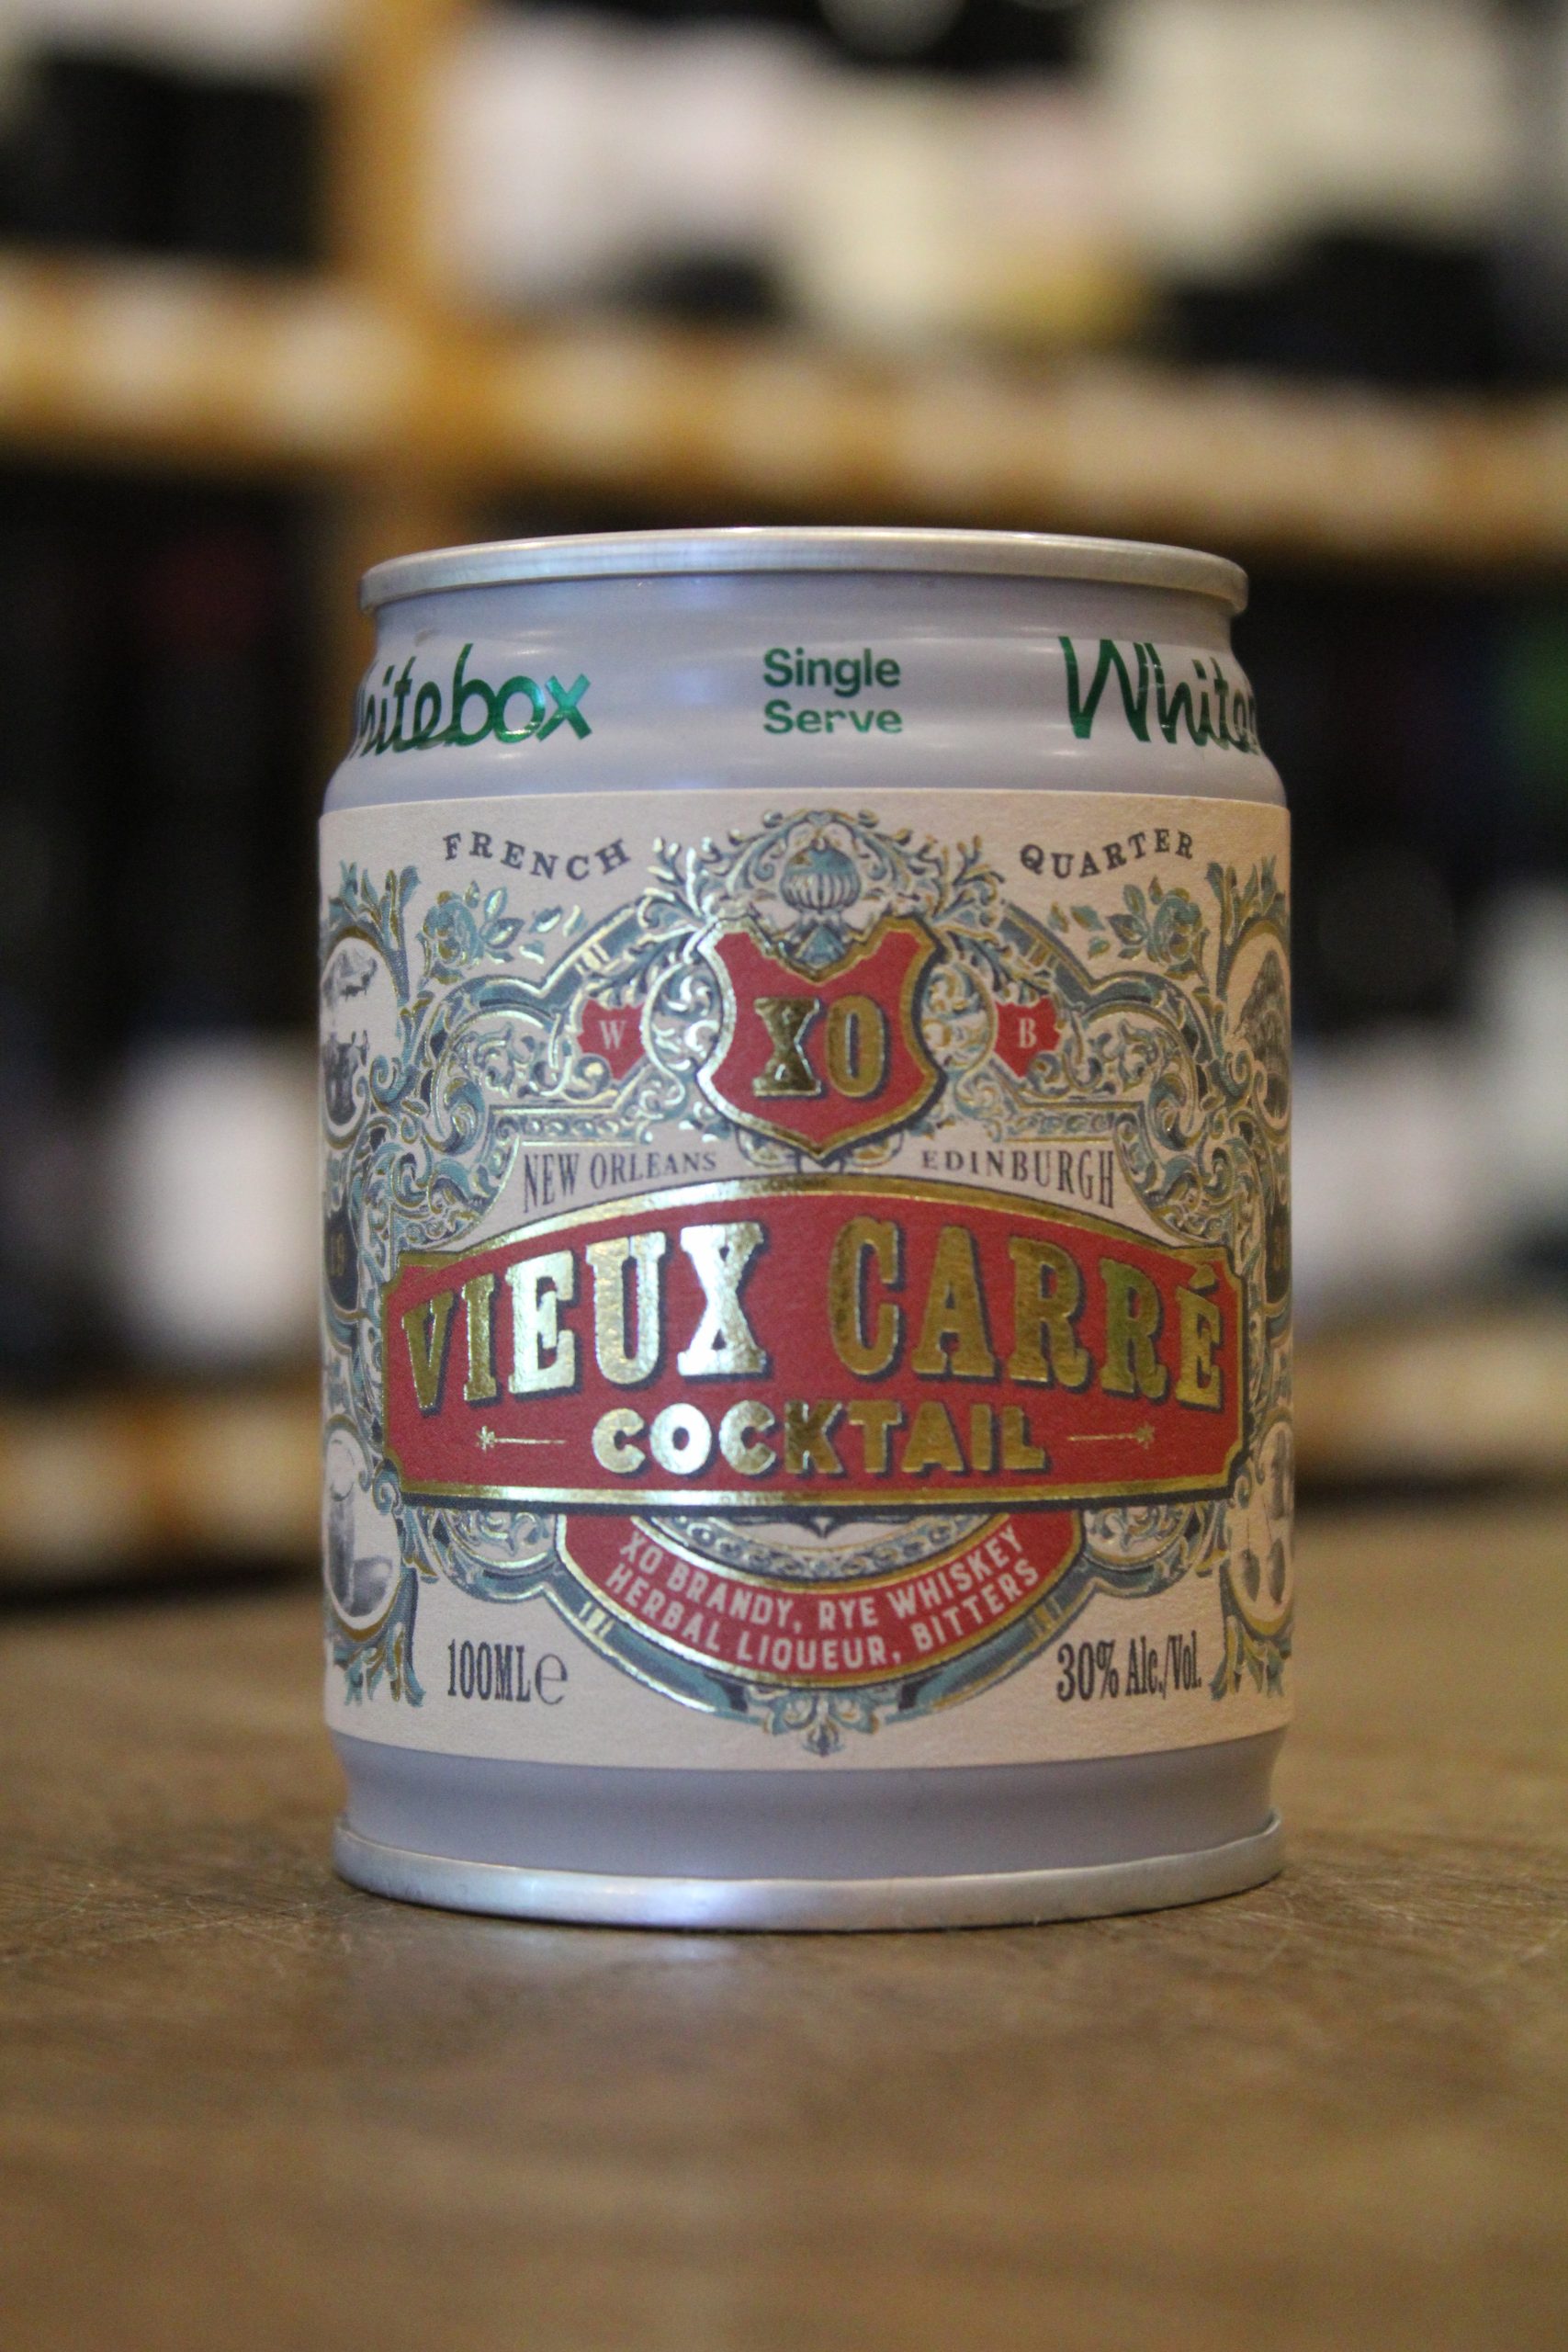 Whitebox
Single
Serve
FRENCH QUARTER
XO
W
B
NEW ORLEANS
EDINBURGH
VIEUX CARRÉ
COCKTAIL
XO BRANDY, RYE WHISKEY
HERBAL LIQUEUR, BITTERS
100ML℮
30% Alc./Vol.